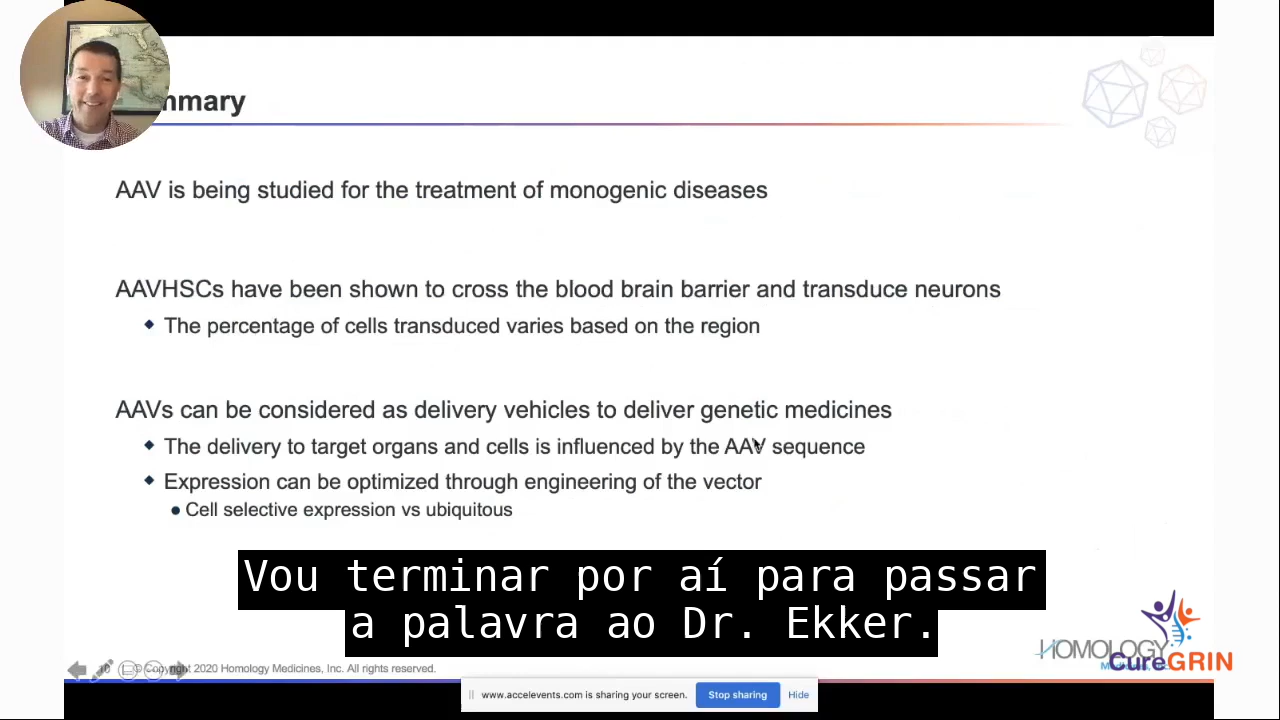 mmary
AAV is being studied for the treatment of monogenic diseases
AAVHSCs have been shown to cross the blood brain barrier and transduce neurons
The percentage of cells transduced varies based on the region
AAVs can be considered as delivery vehicles to deliver genetic medicines
The delivery to target organs and cells is influenced by the AAV sequence
Expression can be optimized through engineering of the vector
Cell selective expression vs ubiquitous
Vou terminar por aí para passar
a palavra ao Dr. Ekker.
HOMOLOGY
CureGRIN
10 | © Copyright 2020 Homology Medicines, Inc. All rights reserved.
www.accelevents.com is sharing your screen. Stop sharing Hide